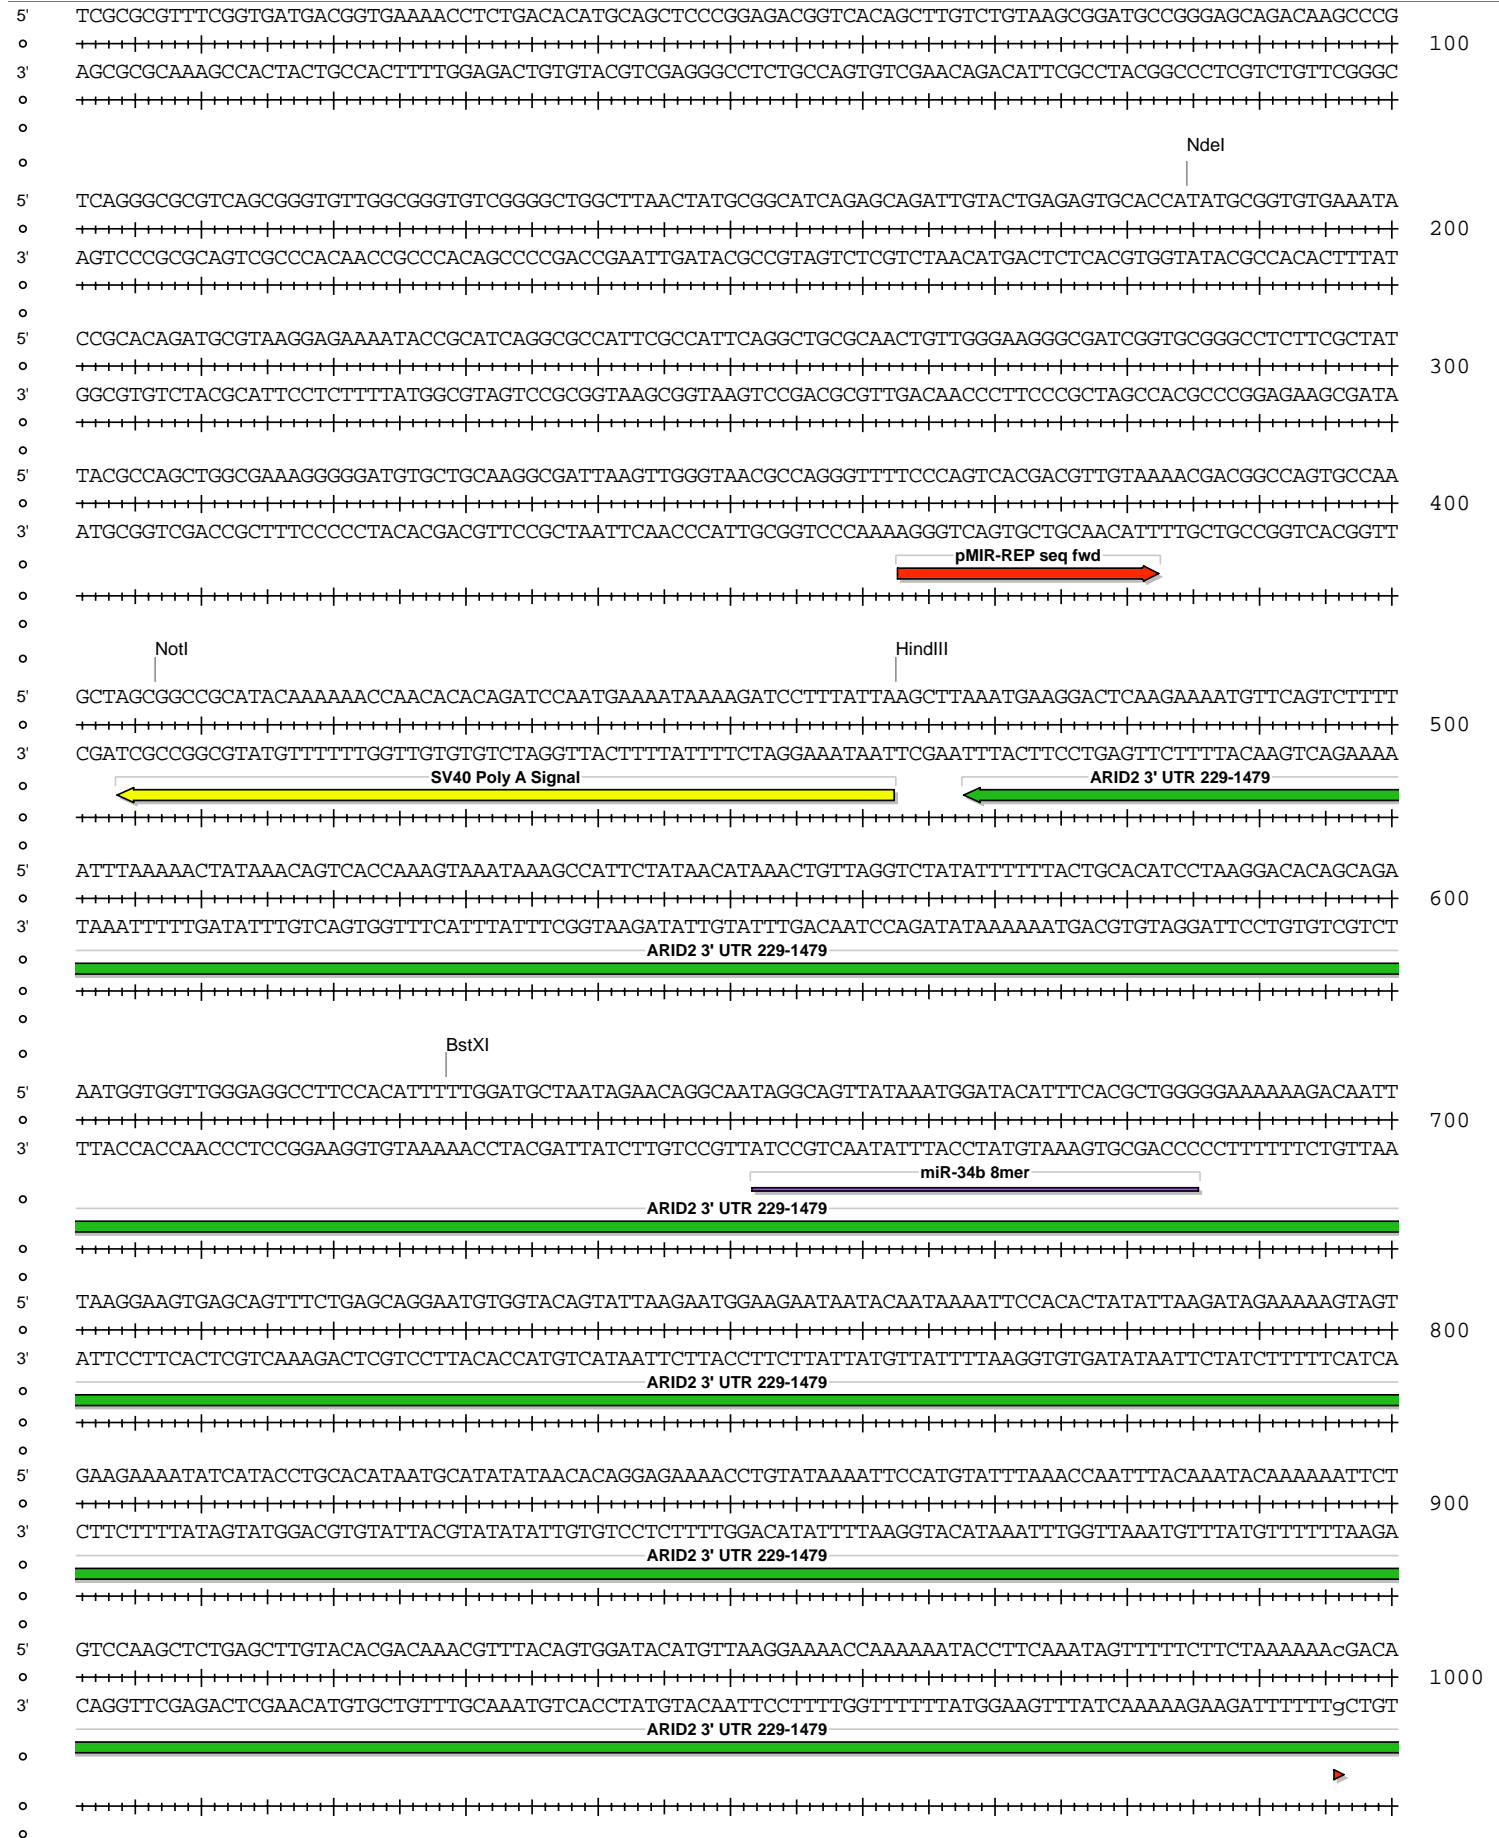 5' TCGCGCGTTTCGGTGATGACGGTGAAAACCTCTGACACATGCAGCTCCCGGAGACGGTCACAGCTTGTCTGTAAGCGGATGCCGGGAGCAGACAAGCCCG
100
3' AGCGCGCAAAGCCACTACTGCCACTTTTGGAGACTGTGTACGTCGAGGGCCTCTGCCAGTGTCGAACAGACATTCGCCTACGGCCCTCGTCTGTTCGGGC
NdeI
5' TCAGGGCGCGTCAGCGGGTGTTGGCGGGTGTCGGGGCTGGCTTAACTATGCGGCATCAGAGCAGATTGTACTGAGAGTGCACCATATGCGGTGTGAAATA
200
3' AGTCCCGCGCAGTCGCCCACAACCGCCCACAGCCCCGACCGAATTGATACGCCGTAGTCTCGTCTAACATGACTCTCACGTGGTATACGCCACACTTTAT
5' CCGCACAGATGCGTAAGGAGAAAATACCGCATCAGGCGCCATTCGCCATTCAGGCTGCGCAACTGTTGGGAAGGGCGATCGGTGCGGGCCTCTTCGCTAT
300
3' GGCGTGTCTACGCATTCCTCTTTTATGGCGTAGTCCGCGGTAAGCGGTAAGTCCGACGCGTTGACAACCCTTCCCGCTAGCCACGCCCGGAGAAGCGATA
5' TACGCCAGCTGGCGAAAGGGGGATGTGCTGCAAGGCGATTAAGTTGGGTAACGCCAGGGTTTTCCCAGTCACGACGTTGTAAAACGACGGCCAGTGCCAA
400
3' ATGCGGTCGACCGCTTTCCCCCTACACGACGTTCCGCTAATTCAACCCATTGCGGTCCCAAAAGGGTCAGTGCTGCAACATTTTGCTGCCGGTCACGGTT
pMIR-REP seq fwd
NotI HindIII
5' GCTAGCGGCCGCATACAAAAAACCAACACACAGATCCAATGAAAATAAAAGATCCTTTATTAAGCTTAAATGAAGGACTCAAGAAAATGTTCAGTCTTTT
500
3' CGATCGCCGGCGTATGTTTTTTGGTTGTGTGTCTAGGTTACTTTTATTTTCTAGGAAATAATTCGAATTTACTTCCTGAGTTCTTTTACAAGTCAGAAAA
SV40 Poly A Signal ARID2 3' UTR 229-1479
5' ATTTAAAAACTATAAACAGTCACCAAAGTAAATAAAGCCATTCTATAACATAAACTGTTAGGTCTATATTTTTTACTGCACATCCTAAGGACACAGCAGA
600
3' TAAATTTTTGATATTTGTCAGTGGTTTCATTTATTTCGGTAAGATATTGTATTTGACAATCCAGATATAAAAAATGACGTGTAGGATTCCTGTGTCGTCT
ARID2 3' UTR 229-1479
BstXI
5' AATGGTGGTTGGGAGGCCTTCCACATTTTTGGATGCTAATAGAACAGGCAATAGGCAGTTATAAATGGATACATTTCACGCTGGGGGAAAAAAGACAATT
700
3' TTACCACCAACCCTCCGGAAGGTGTAAAAACCTACGATTATCTTGTCCGTTATCCGTCAATATTTACCTATGTAAAGTGCGACCCCCTTTTTTCTGTTAA
miR-34b 8mer
ARID2 3' UTR 229-1479
5' TAAGGAAGTGAGCAGTTTCTGAGCAGGAATGTGGTACAGTATTAAGAATGGAAGAATAATACAATAAAATTCCACACTATATTAAGATAGAAAAAGTAGT
800
3' ATTCCTTCACTCGTCAAAGACTCGTCCTTACACCATGTCATAATTCTTACCTTCTTATTATGTTATTTTAAGGTGTGATATAATTCTATCTTTTTCATCA
ARID2 3' UTR 229-1479
5' GAAGAAAATATCATACCTGCACATAATGCATATATAACACAGGAGAAAACCTGTATAAAATTCCATGTATTTAAACCAATTTACAAATACAAAAAATTCT
900
3' CTTCTTTTATAGTATGGACGTGTATTACGTATATATTGTGTCCTCTTTTGGACATATTTTAAGGTACATAAATTTGGTTAAATGTTTATGTTTTTTAAGA
ARID2 3' UTR 229-1479
5' GTCCAAGCTCTGAGCTTGTACACGACAAACGTTTACAGTGGATACATGTTAAGGAAAACCAAAAAATACCTTCAAATAGTTTTTCTTCTAAAAAAcGACA
1000
3' CAGGTTCGAGACTCGAACATGTGCTGTTTGCAAATGTCACCTATGTACAATTCCTTTTGGTTTTTTATGGAAGTTTATCAAAAAGAAGATTTTTTgCTGT
ARID2 3' UTR 229-1479